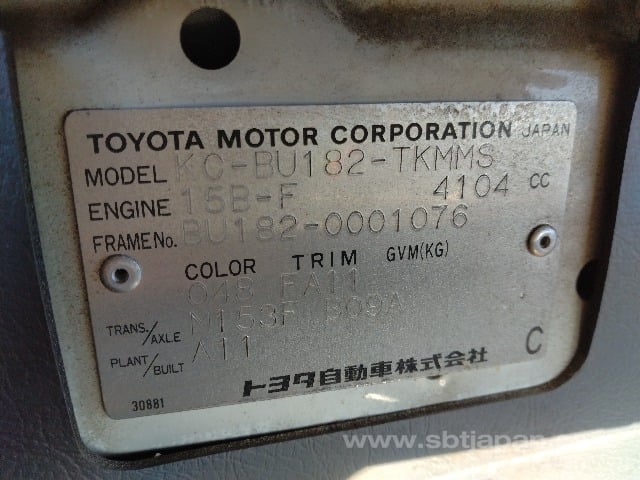 TOYOTA MOTOR CORPORATION JAPAN
MODEL KC-BU182-TKMMS
ENGINE 15B-F 4104 CC
FRAME No. BU182-0001076
COLOR TRIM GVM(KG)
048 FA11
TRANS./AXLE M153F B09A
PLANT/BUILT A11
C
トヨタ自動車株式会社
30881
www.sbtjapan.com